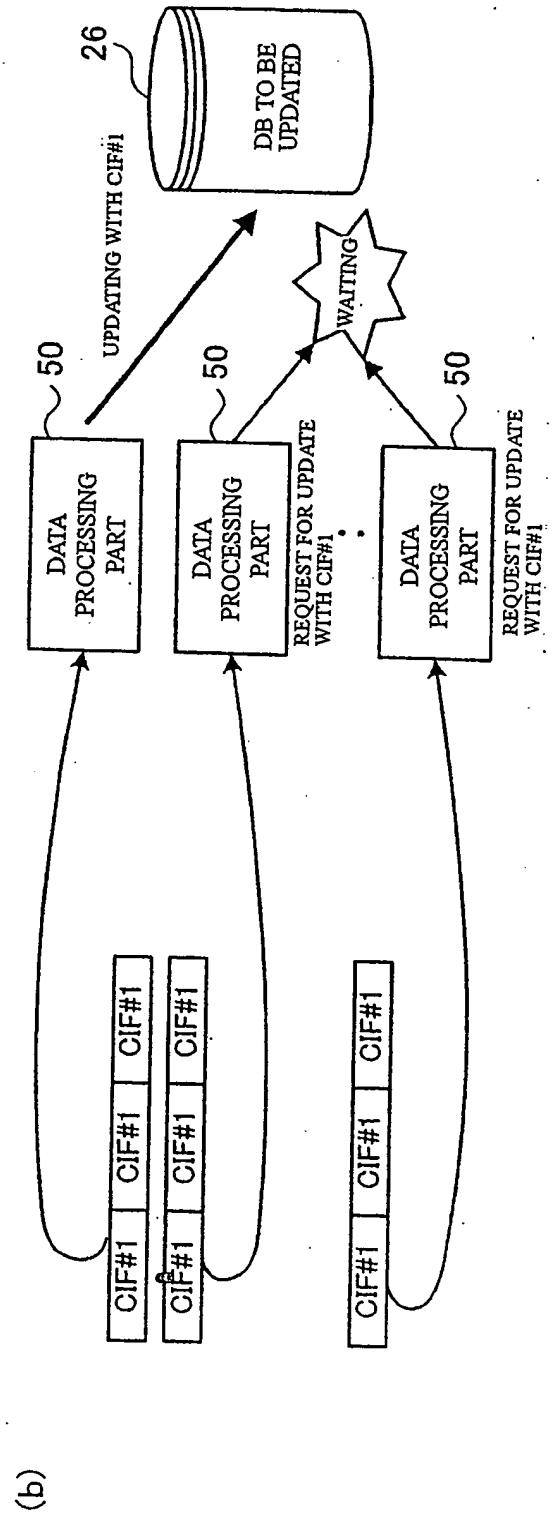 (b)
CIF#1 CIF#1 CIF#1
CIF#1 CIF#1 CIF#1
CIF#1 CIF#1 CIF#1
DATA
PROCESSING
PART
50
UPDATING WITH CIF#1
DATA
PROCESSING
PART
50
REQUEST FOR UPDATE
WITH CIF#1
DATA
PROCESSING
PART
50
REQUEST FOR UPDATE
WITH CIF#1
WAITING
26
DB TO BE
UPDATED